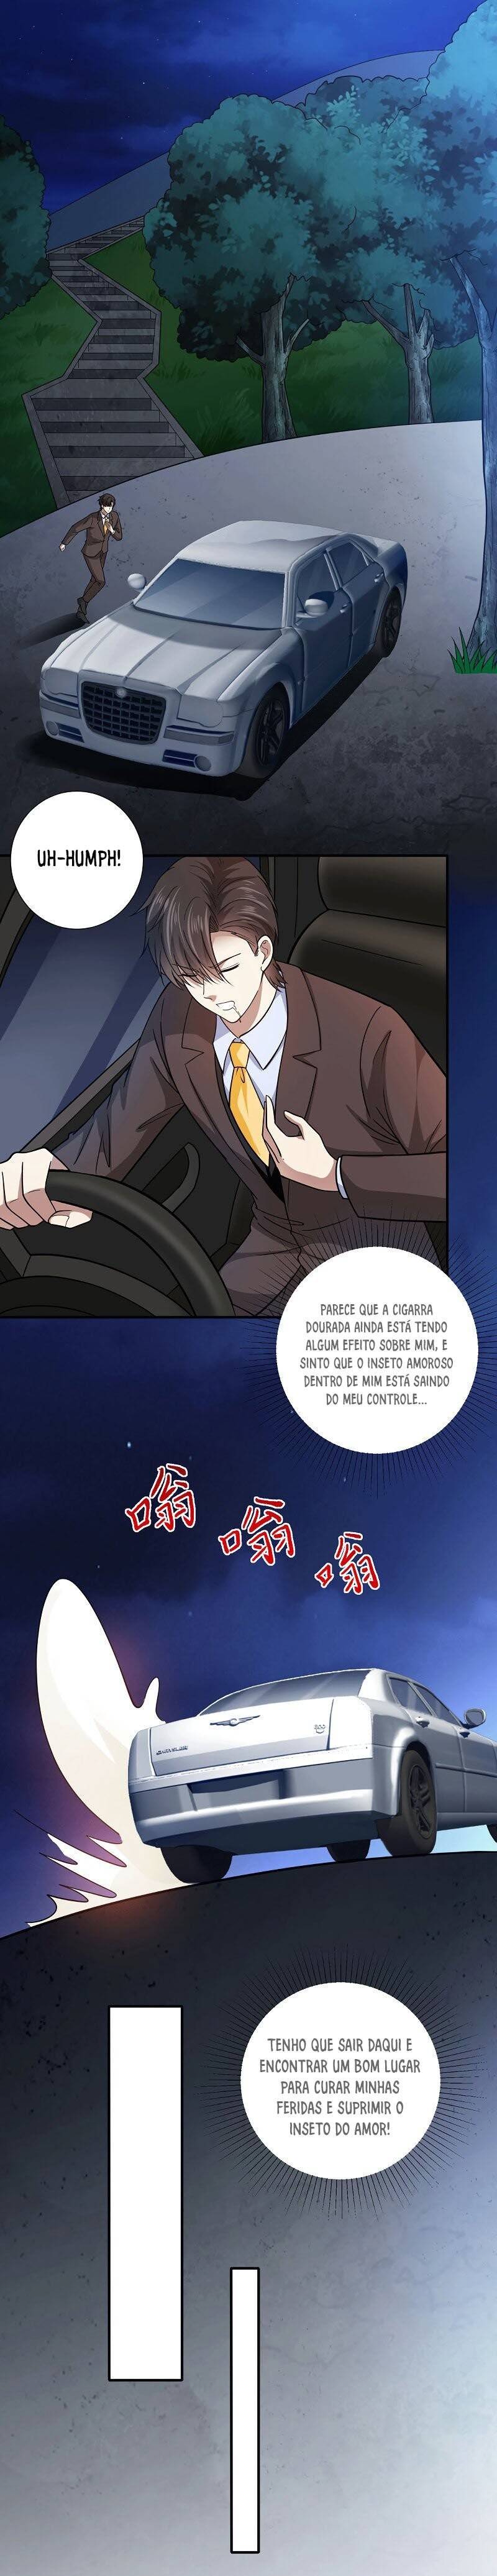 UH-HUMPH!
PARECE QUE A CIGARRA
DOURADA AINDA ESTÁ TENDO
ALGUM EFEITO SOBRE MIM, E
SINTO QUE O INSETO AMOROSO
DENTRO DE MIM ESTÁ SAINDO
DO MEU CONTROLE...
嗡 嗡 嗡
300
TENHO QUE SAIR DAQUI E
ENCONTRAR UM BOM LUGAR
PARA CURAR MINHAS
FERIDAS E SUPRIMIR O
INSETO DO AMOR!